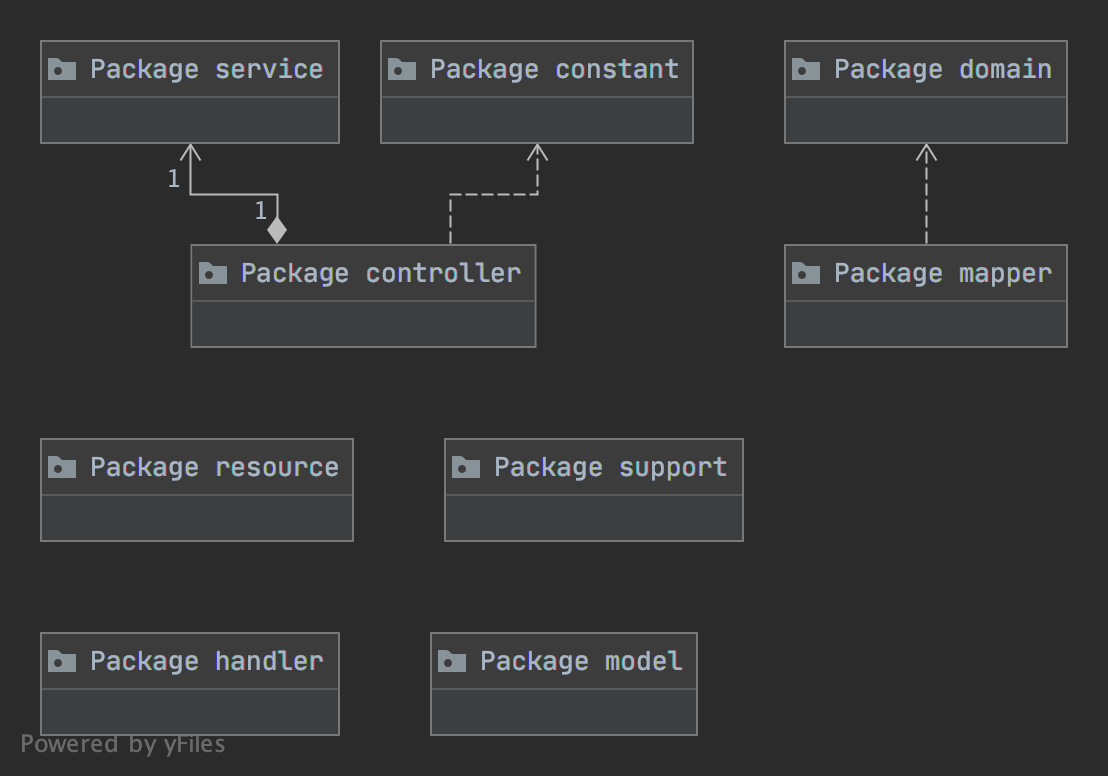 Package service
Package constant
Package domain
1
1
Package controller
Package mapper
Package resource
Package support
Package handler
Package model
Powered by yFiles